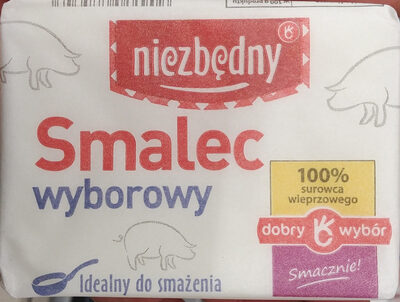 niezbędny
Smalec
wyborowy
100%
surowca
wieprzowego
dobry wybór
Smacznie!
Idealny do smażenia